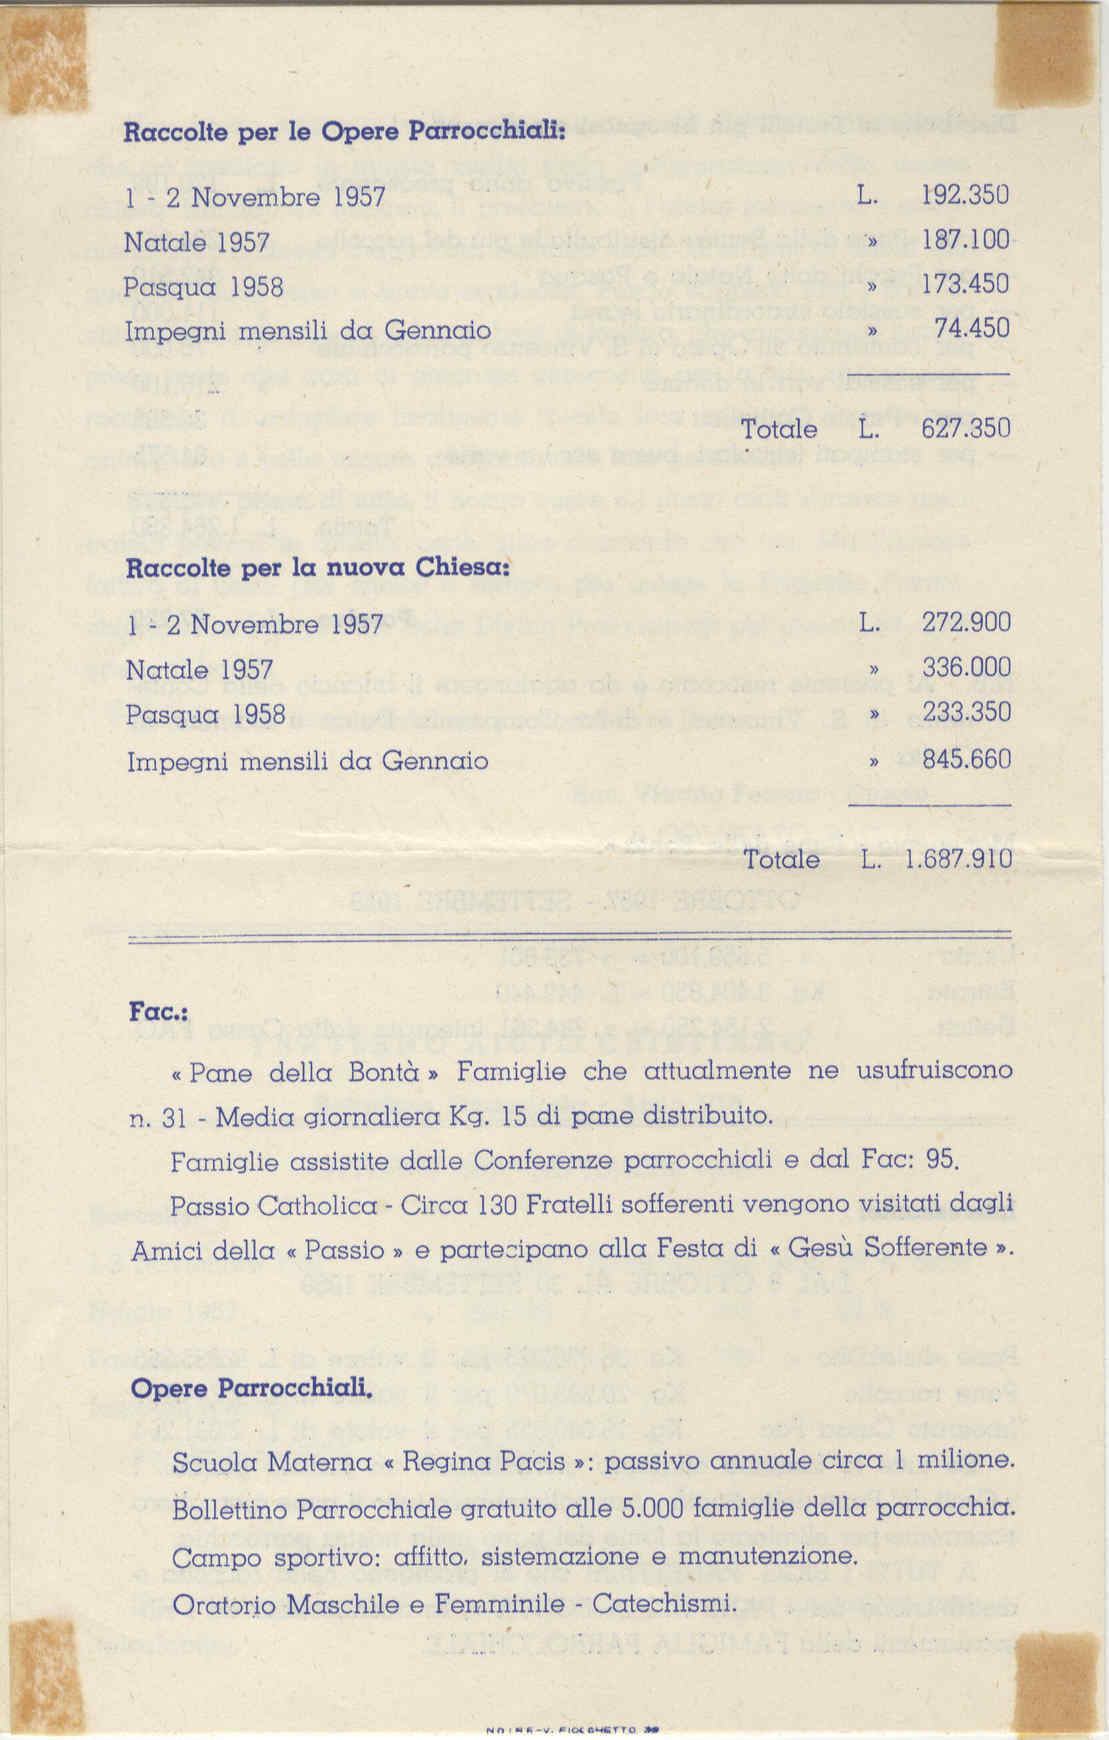 Raccolte per le Opere Parrocchiali:
1 - 2 Novembre 1957 L. 192.350
Natale 1957 » 187.100
Pasqua 1958 » 173.450
Impegni mensili da Gennaio » 74.450
Totale L. 627.350
Raccolte per la nuova Chiesa:
1 - 2 Novembre 1957 L. 272.900
Natale 1957 » 336.000
Pasqua 1958 » 233.350
Impegni mensili da Gennaio » 845.660
Totale L. 1.687.910
Fac.:
« Pane della Bontà » Famiglie che attualmente ne usufruiscono
n. 31 - Media giornaliera Kg. 15 di pane distribuito.
Famiglie assistite dalle Conferenze parrocchiali e dal Fac: 95.
Passio Catholica - Circa 130 Fratelli sofferenti vengono visitati dagli
Amici della « Passio » e partecipano alla Festa di « Gesù Sofferente ».
Opere Parrocchiali.
Scuola Materna « Regina Pacis »: passivo annuale circa 1 milione.
Bollettino Parrocchiale gratuito alle 5.000 famiglie della parrocchia.
Campo sportivo: affitto, sistemazione e manutenzione.
Oratorio Maschile e Femminile - Catechismi.